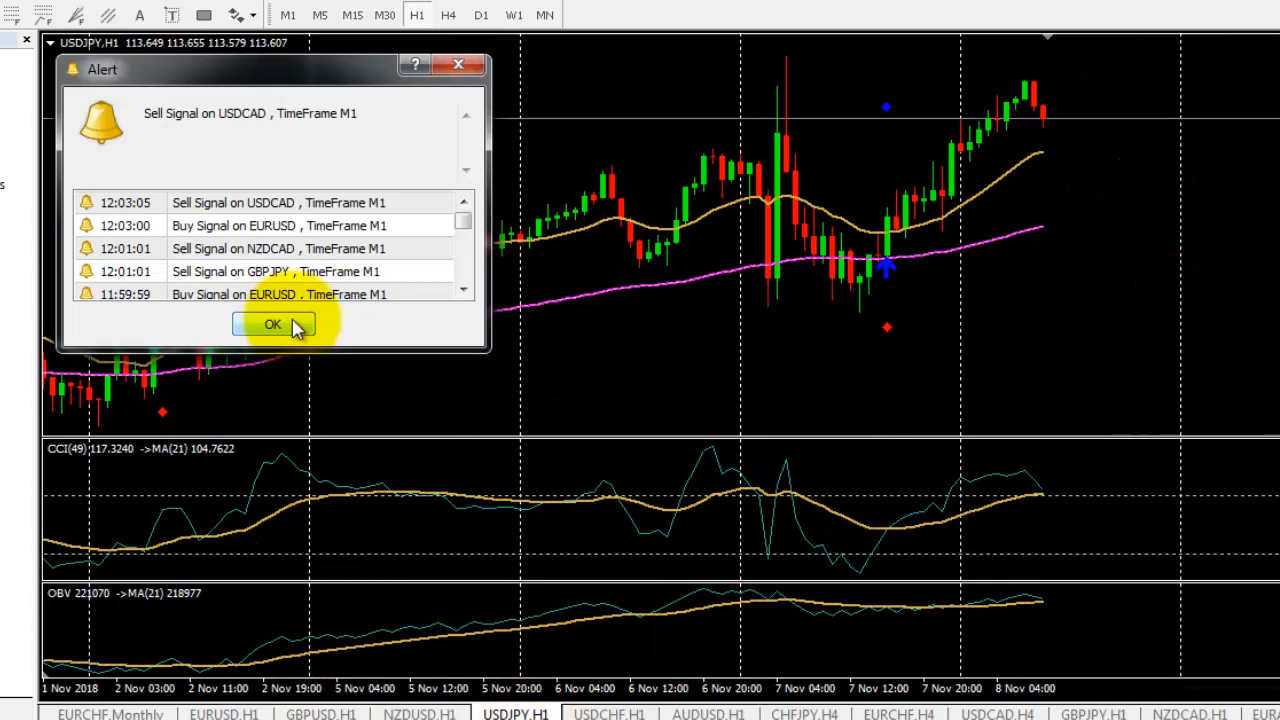 A T M1 M5 M15 M30 H1 H4 D1 W1 MN
USDJPY,H1 113.649 113.655 113.579 113.607
Alert
?
Sell Signal on USDCAD , TimeFrame M1
12:03:05 Sell Signal on USDCAD , TimeFrame M1
12:03:00 Buy Signal on EURUSD , TimeFrame M1
12:01:01 Sell Signal on NZDCAD , TimeFrame M1
12:01:01 Sell Signal on GBPJPY , TimeFrame M1
11:59:59 Buy Signal on EURUSD , TimeFrame M1
OK
s
CCI(49) 117.3240 ->MA(21) 104.7622
OBV 221070 ->MA(21) 218977
1 Nov 2018 2 Nov 03:00 2 Nov 11:00 2 Nov 19:00 5 Nov 04:00 5 Nov 12:00 5 Nov 20:00 6 Nov 04:00 6 Nov 12:00 6 Nov 20:00 7 Nov 04:00 7 Nov 12:00 7 Nov 20:00 8 Nov 04:00
EURCHF,Monthly EURUSD,H1 GBPUSD,H1 NZDUSD,H1 USDJPY,H1 USDCHF,H1 AUDUSD,H1 CHFJPY,H4 EURCHF,H4 USDCAD,H4 GBPJPY,H1 NZDCAD,H1